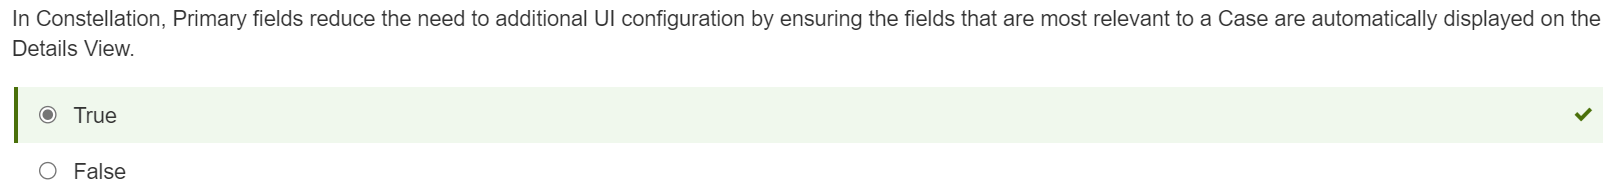 In Constellation, Primary fields reduce the need to additional UI configuration by ensuring the fields that are most relevant to a Case are automatically displayed on the
Details View.
True
False